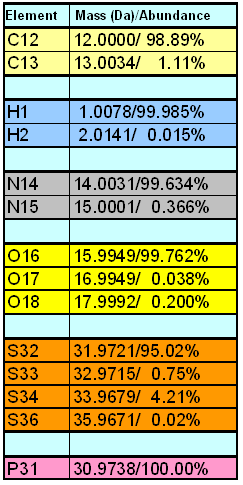 Element Mass (Da)/Abundance
C12 12.0000/ 98.89%
C13 13.0034/ 1.11%
H1 1.0078/99.985%
H2 2.0141/ 0.015%
N14 14.0031/99.634%
N15 15.0001/ 0.366%
O16 15.9949/99.762%
O17 16.9949/ 0.038%
O18 17.9992/ 0.200%
S32 31.9721/95.02%
S33 32.9715/ 0.75%
S34 33.9679/ 4.21%
S36 35.9671/ 0.02%
P31 30.9738/100.00%